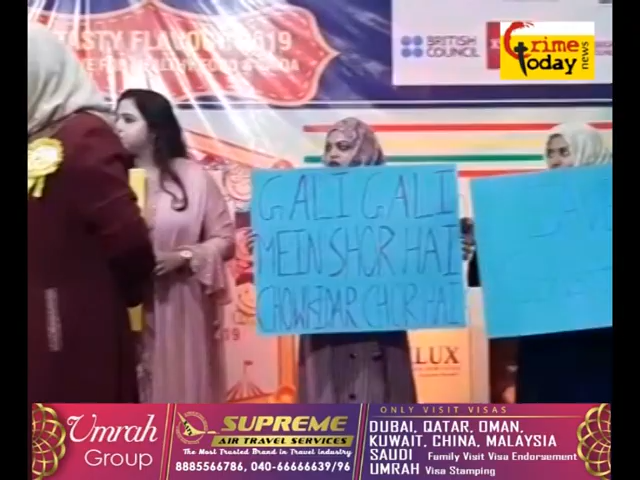 TASTY FLAVOUR 2019
BRITISH
COUNCIL
Crime
Today
news
GALI GALI
MEIN SHOR HAI
CHOWKIDAR CHOR HAI
LUX
Umrah
Group
SUPREME
AIR TRAVEL SERVICES
The Most Trusted Brand in Travel industry
8885566786, 040-66666639/96
ONLY VISIT VISAS
DUBAI, QATAR, OMAN,
KUWAIT, CHINA, MALAYSIA
SAUDI Family Visit Visa Endorsement
UMRAH Visa Stamping